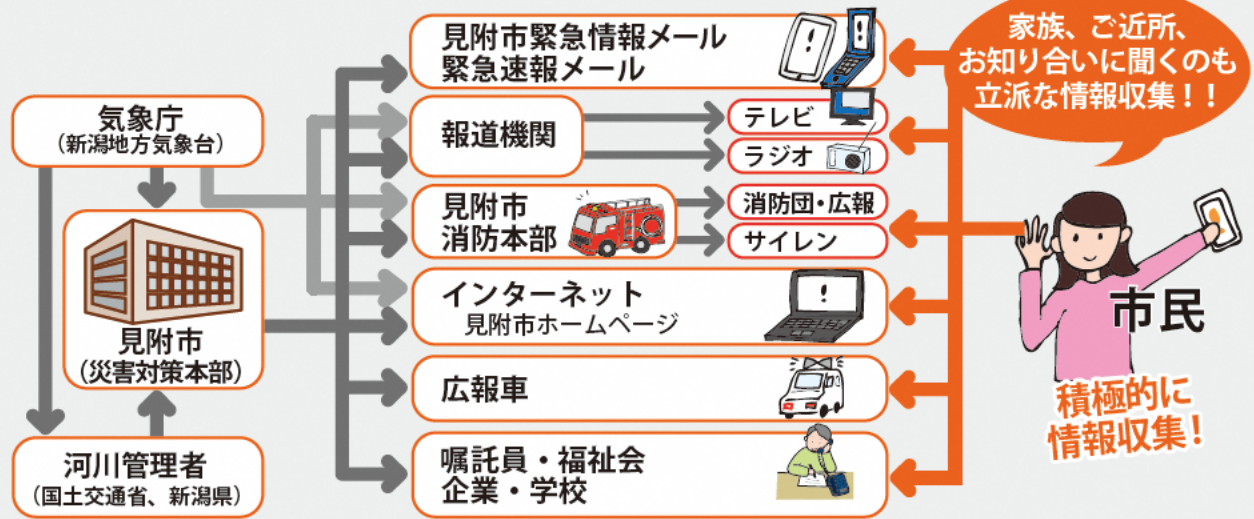 気象庁
(新潟地方気象台)
見附市
(災害対策本部)
河川管理者
(国土交通省、新潟県)
見附市緊急情報メール
緊急速報メール
報道機関
テレビ
ラジオ
見附市
消防本部
消防団・広報
サイレン
インターネット
見附市ホームページ
広報車
嘱託員・福祉会
企業・学校
家族、ご近所、
お知り合いに聞くのも
立派な情報収集！！
市民
積極的に
情報収集！